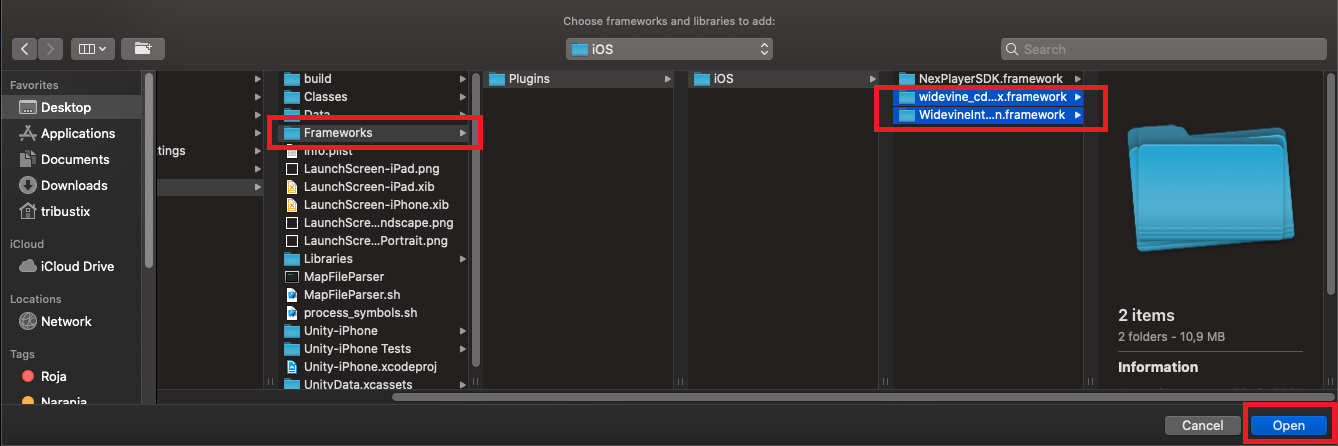 Choose frameworks and libraries to add:
iOS
Search
Favorites
Desktop
Applications
Documents
Downloads
tribustix
iCloud
iCloud Drive
Locations
Network
Tags
Roja
Narania
tings
build
Classes
Data
Frameworks
Info.plist
LaunchScreen-iPad.png
LaunchScreen-iPad.xib
LaunchScreen-iPhone.xib
LaunchScre...ndscape.png
LaunchScre...Portrait.png
Libraries
MapFileParser
MapFileParser.sh
process_symbols.sh
Unity-iPhone
Unity-iPhone Tests
Unity-iPhone.xcodeproj
UnityData.xcassets
Plugins
iOS
NexPlayerSDK.framework
widevine_cd...x.framework
WidevineInt...n.framework
2 items
2 folders - 10,9 MB
Information
Cancel
Open